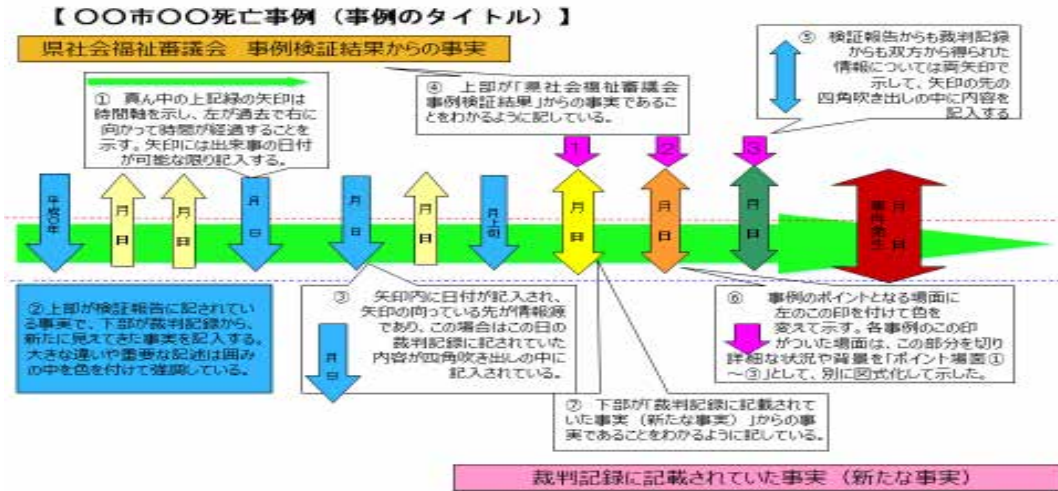 【 〇〇市〇〇死亡事例（事例のタイトル）】
県社会福祉審議会 事例検証結果からの事実
① 真ん中の上記録の矢印は
時間軸を示し、左が過去で右に
向かって時間が経過することを
示す。矢印には出来事の日付
が可能な限り記入する。
④ 上部が「県社会福祉審議会
事例検証結果」からの事実であるこ
とをわかるように記している。
⑤ 検証報告からも裁判記録
からも双方から得られた
情報については両矢印で
示して、矢印の先の
四角吹き出しの中に内容を
記入する
1
2
3
平成〇年
月 日
月 日
月 日
月 日
月 日
月上旬
月 日
月 日
月 日
月 日
事件発生
②上部が検証報告に記されてい
る事実で、下部が裁判記録から、
新たに見えてきた事実を記入する。
大きな違いや重要な記述は囲み
の中を色を付けて強調している。
③ 矢印内に日付が記入され、
矢印の向っている先が情報源
であり、この場合はこの日の
裁判記録に記されていた
内容が四角吹き出しの中に
記入されている。
月 日
⑥ 事例のポイントとなる場面に
左のこの印を付けて色を
変えて示す。各事例のこの印
がついた場面は、この部分を切り
詳細な状況や背景を「ポイント場面①
～③」として、別に図式化して示した。
⑦ 下部が「裁判記録に記載されて
いた事実（新たな事実）」からの事
実であることをわかるように記している。
裁判記録に記載されていた事実（新たな事実）